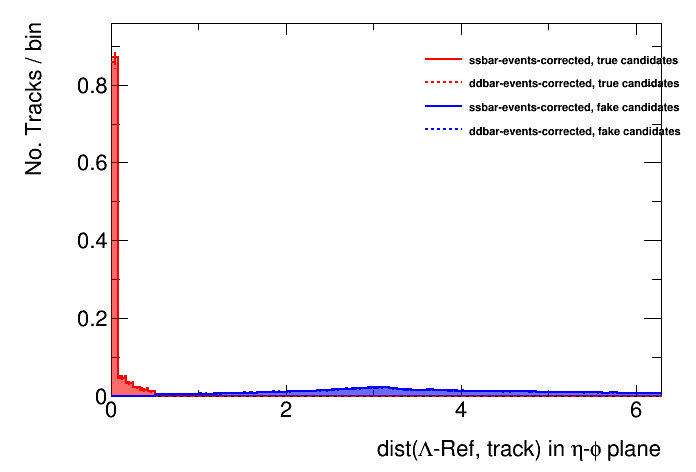 No. Tracks / bin
ssbar-events-corrected, true candidates
ddbar-events-corrected, true candidates
ssbar-events-corrected, fake candidates
ddbar-events-corrected, fake candidates
0.8
0.6
0.4
0.2
0
0 2 4 6
dist(Λ-Ref, track) in η-ϕ plane